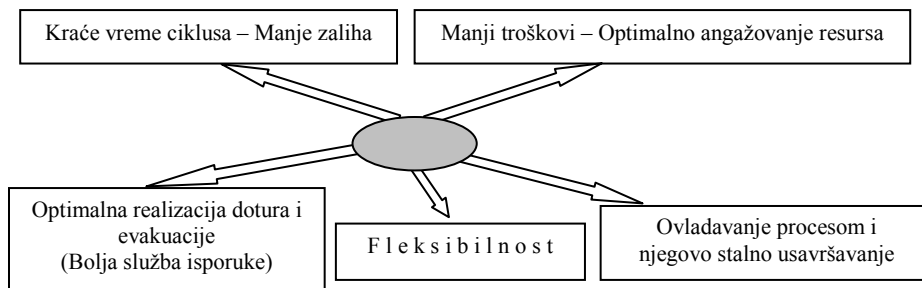 Kraće vreme ciklusa – Manje zaliha
Manji troškovi – Optimalno angažovanje resursa
Optimalna realizacija dotura i
evakuacije
(Bolja služba isporuke)
F l e k s i b i l n o s t
Ovladavanje procesom i
njegovo stalno usavršavanje